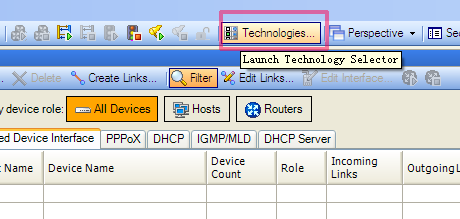 Technologies... Perspective
Launch Technology Selector
Delete Create Links... Filter Edit Links... Edit Interface
device role: All Devices Hosts Routers
Device Interface PPPoX DHCP IGMP/MLD DHCP Server
Name Device Name Device Count Role Incoming Links Outgoing